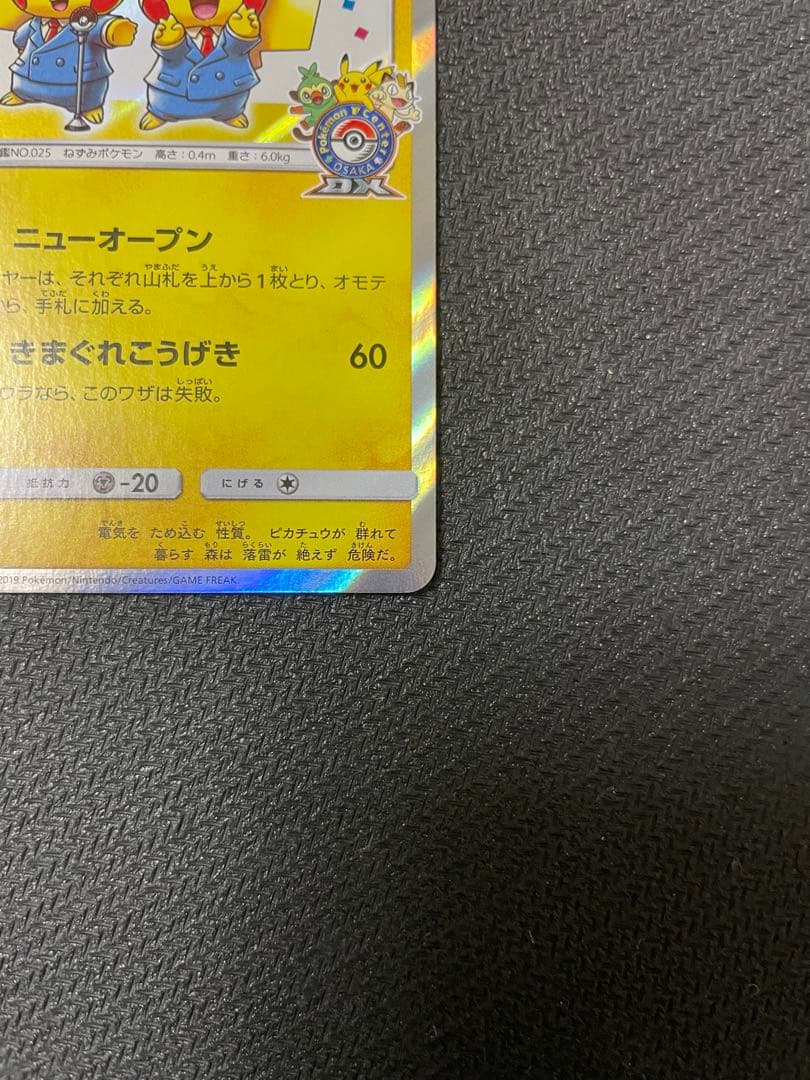 Pokémon Center
OSAKA
DX
鑑NO.025 ねずみポケモン 高さ:0.4m 重さ:6.0kg
ニューオープン
ヤーは、それぞれ山札を上から1枚とり、オモテ
ら、手札に加える。
きまぐれこうげき 60
ウラなら、このワザは失敗。
抵抗力 -20 にげる
電気を ため込む 性質。 ピカチュウが 群れて
暮らす 森は 落雷が 絶えず 危険だ。
2019 Pokémon/Nintendo/Creatures/GAME FREAK.